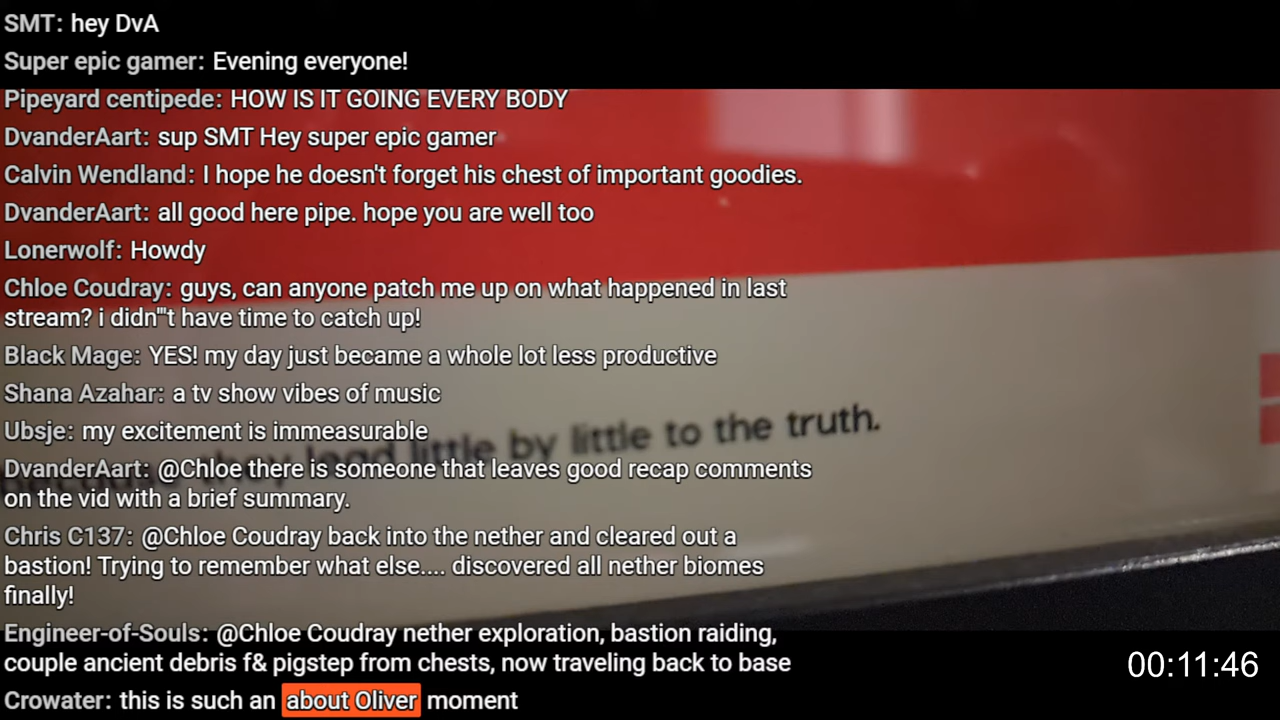 SMT: hey DvA
Super epic gamer: Evening everyone!
Pipeyard centipede: HOW IS IT GOING EVERY BODY
DvanderAart: sup SMT Hey super epic gamer
Calvin Wendland: I hope he doesn't forget his chest of important goodies.
DvanderAart: all good here pipe. hope you are well too
Lonerwolf: Howdy
Chloe Coudray: guys, can anyone patch me up on what happened in last
stream? i didn'"t have time to catch up!
Black Mage: YES! my day just became a whole lot less productive
Shana Azahar: a tv show vibes of music
Ubsje: my excitement is immeasurable
they lead little by little to the truth.
DvanderAart: @Chloe there is someone that leaves good recap comments
on the vid with a brief summary.
Chris C137: @Chloe Coudray back into the nether and cleared out a
bastion! Trying to remember what else.... discovered all nether biomes
finally!
Engineer-of-Souls: @Chloe Coudray nether exploration, bastion raiding,
couple ancient debris f& pigstep from chests, now traveling back to base
00:11:46
Crowater: this is such an about Oliver moment